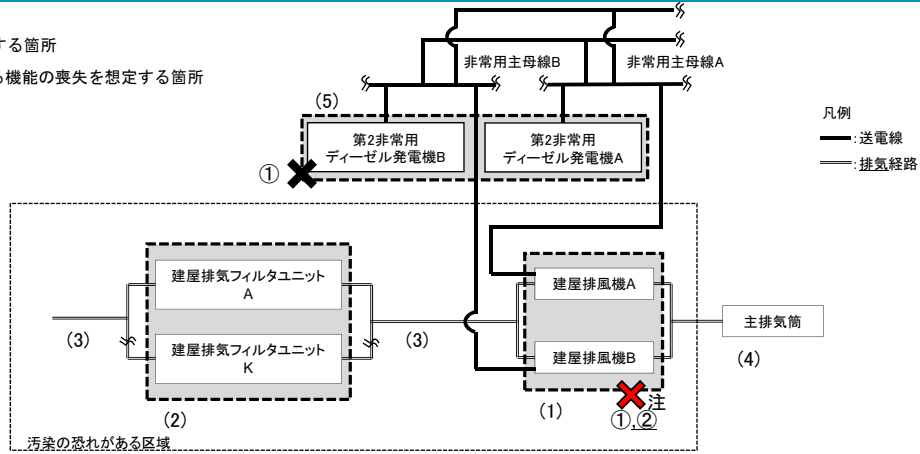 する箇所
る機能の喪失を想定する箇所
非常用主母線B
非常用主母線A
(5)
第2非常用
ディーゼル発電機B
第2非常用
ディーゼル発電機A
①
凡例
:送電線
:排気経路
建屋排気フィルタユニット
A
建屋排気フィルタユニット
K
(3)
(3)
(2)
建屋排風機A
建屋排風機B
(1)
注
①,②
主排気筒
(4)
汚染の恐れがある区域